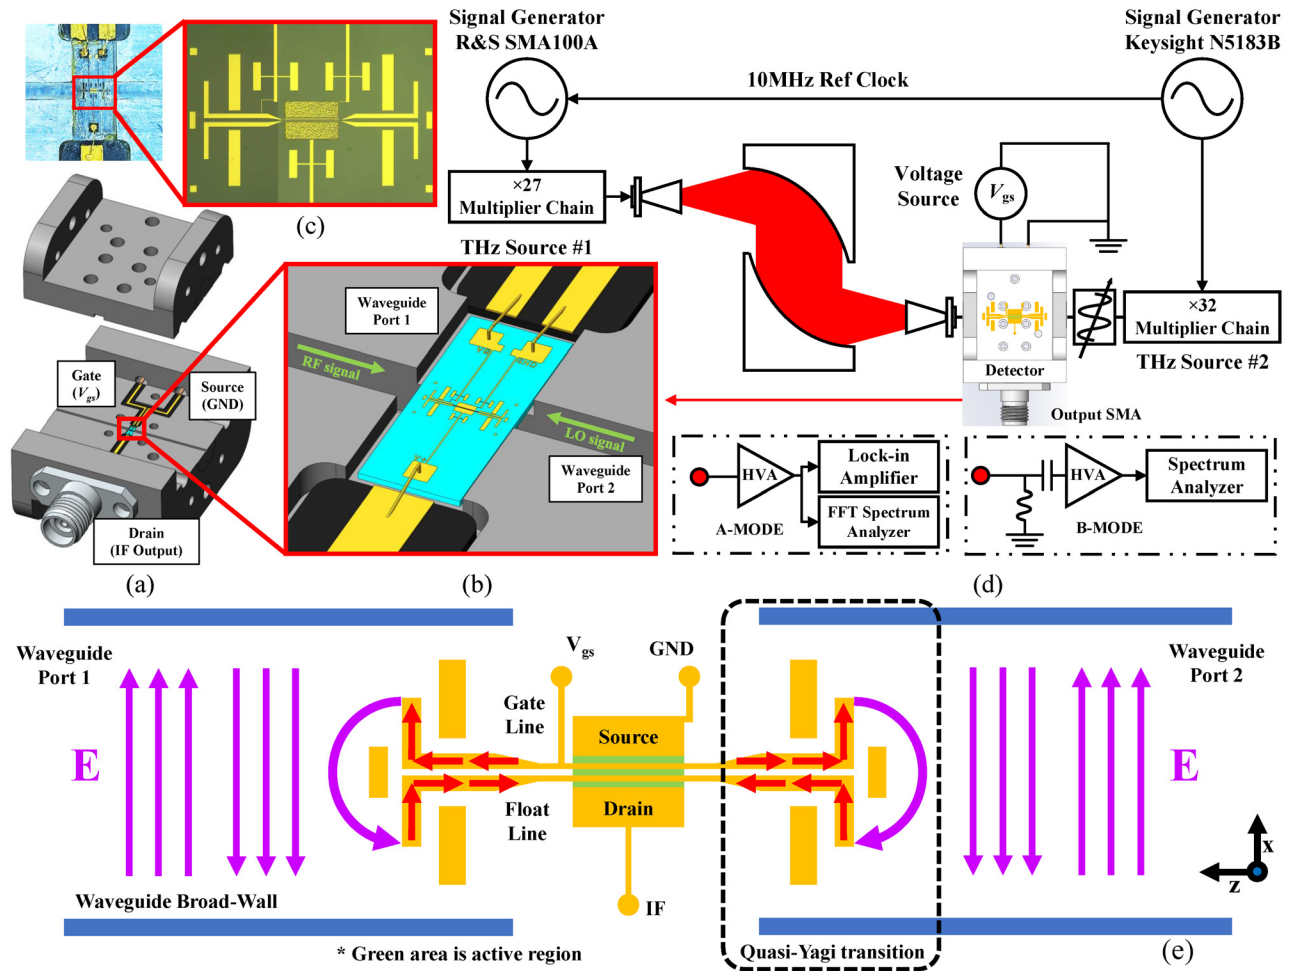 Signal Generator
R&S SMA100A
Signal Generator
Keysight N5183B
10MHz Ref Clock
×27
Multiplier Chain
THz Source #1
Voltage
Source
Vgs
×32
Multiplier Chain
THz Source #2
Detector
Output SMA
(c)
Waveguide
Port 1
RF signal
LO signal
Waveguide
Port 2
Gate
(Vgs)
Source
(GND)
Drain
(IF Output)
(a)
(b)
HVA
Lock-in
Amplifier
FFT Spectrum
Analyzer
A-MODE
HVA
Spectrum
Analyzer
B-MODE
(d)
Waveguide
Port 1
E
Waveguide Broad-Wall
Vgs
GND
Gate
Line
Source
Drain
Float
Line
IF
* Green area is active region
Quasi-Yagi transition
Waveguide
Port 2
E
x
z
(e)